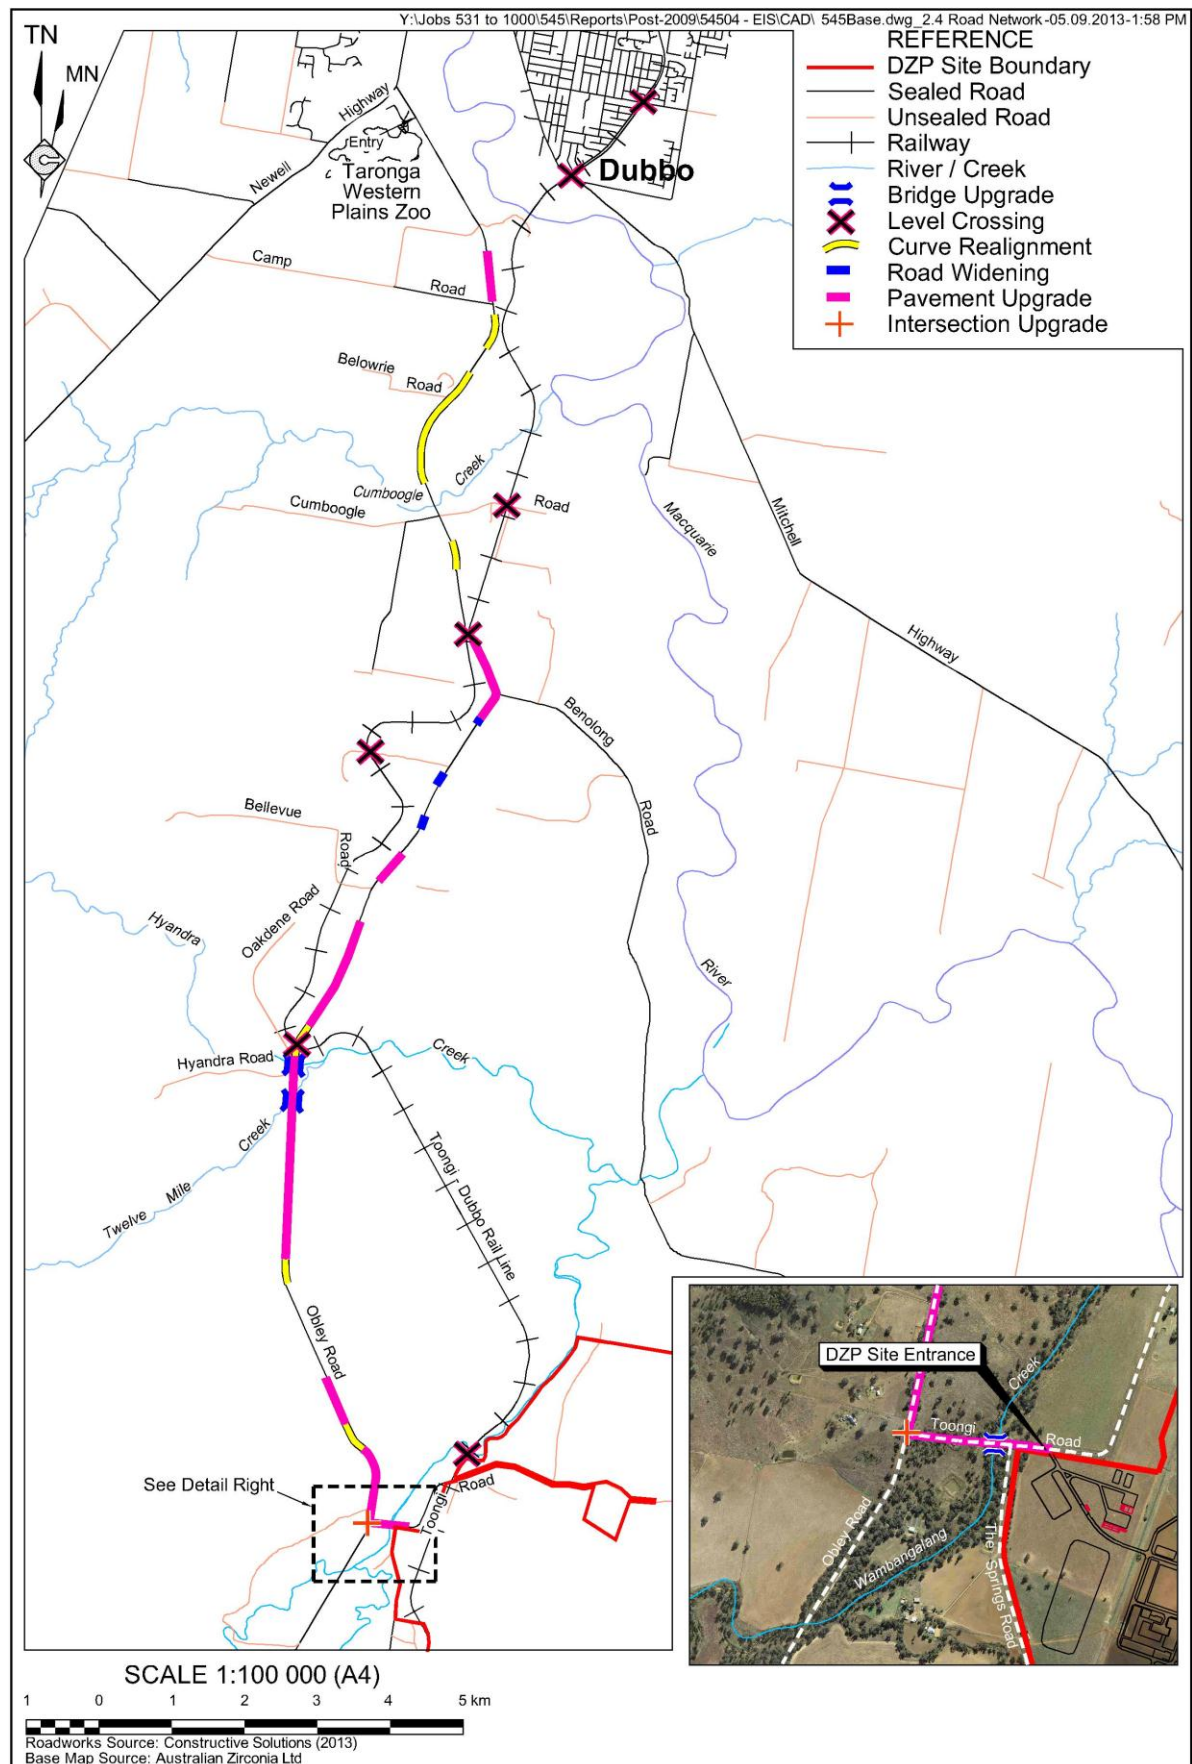 Y:\Jobs 531 to 1000\545\Reports\Post-2009\54504 - EIS\CAD\ 545Base.dwg_2.4 Road Network-05.09.2013-1:58 PM
TN
MN
REFERENCE
DZP Site Boundary
Sealed Road
Unsealed Road
Railway
River / Creek
Bridge Upgrade
Level Crossing
Curve Realignment
Road Widening
Pavement Upgrade
Intersection Upgrade
Newell
Highway
Entry
Taronga
Western
Plains Zoo
Dubbo
Camp
Road
Belowrie
Road
Cumboogle
Creek
Cumboogle
Road
Macquarie
Mitchell
Highway
Benolong
Road
Bellevue
Road
Oakdene Road
Hyandra
River
Hyandra Road
Creek
Creek
Mile
Twelve
Toongi
Dubbo Rail Line
Obley Road
See Detail Right
Toongi
Road
DZP Site Entrance
Creek
Toongi
Road
Obley Road
Wambangalang
The Springs Road
SCALE 1:100 000 (A4)
1 0 1 2 3 4 5 km
Roadworks Source: Constructive Solutions (2013)
Base Map Source: Australian Zirconia Ltd